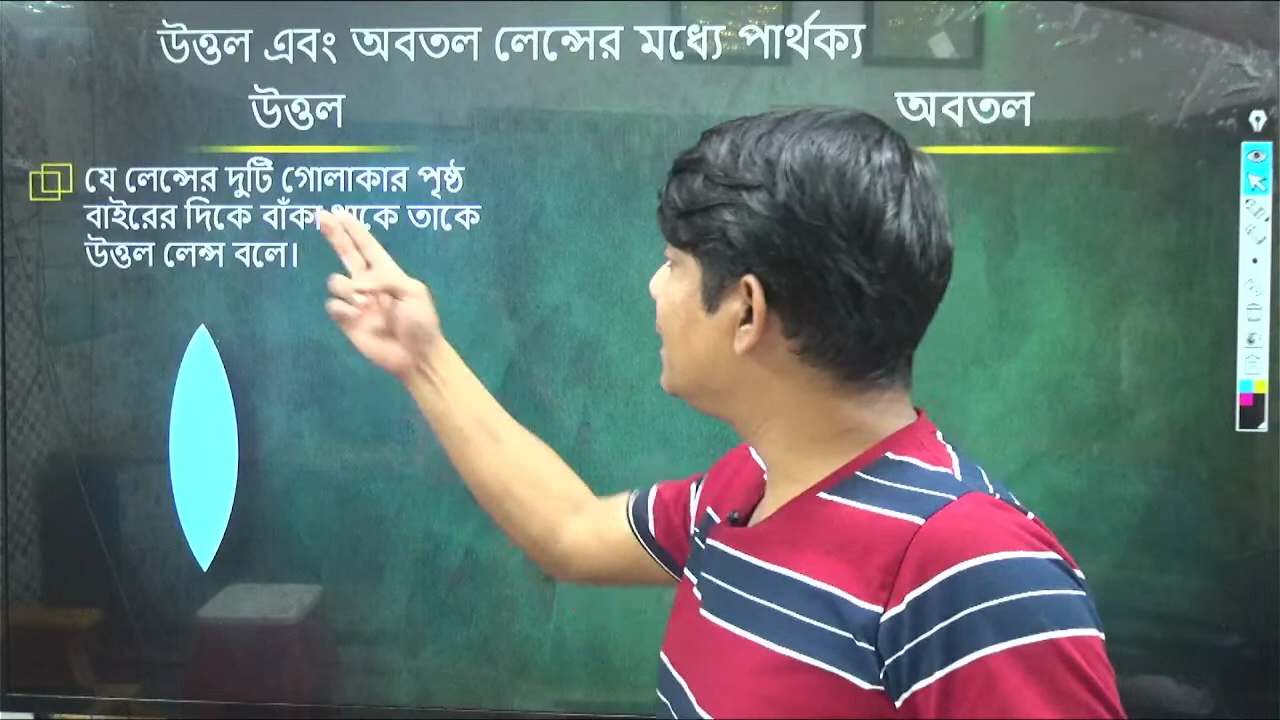 উত্তল এবং অবতল লেন্সের মধ্যে পার্থক্য
উত্তল
অবতল
যে লেন্সের দুটি গোলাকার পৃষ্ঠ
বাইরের দিকে বাঁকা থাকে তাকে
উত্তল লেন্স বলে।